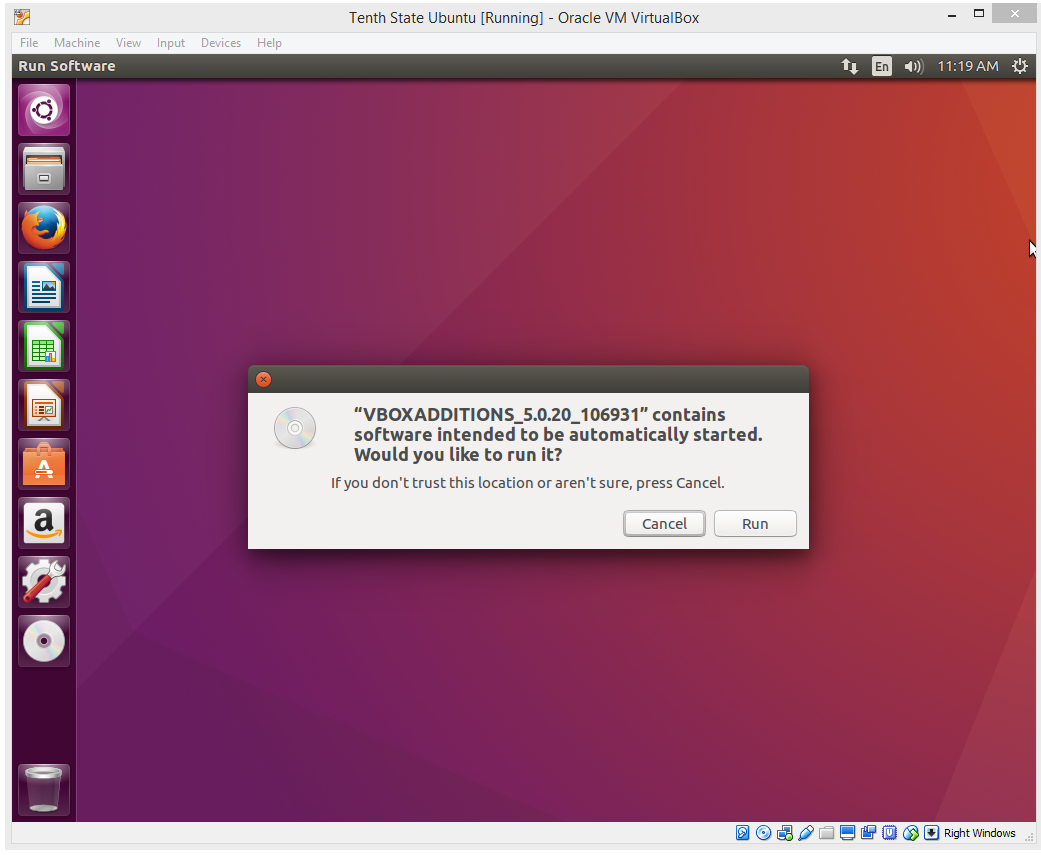 Tenth State Ubuntu [Running] - Oracle VM VirtualBox
File Machine View Input Devices Help
Run Software En 11:19 AM
“VBOXADDITIONS_5.0.20_106931” contains
software intended to be automatically started.
Would you like to run it?
If you don't trust this location or aren't sure, press Cancel.
Cancel Run
A
a
Right Windows